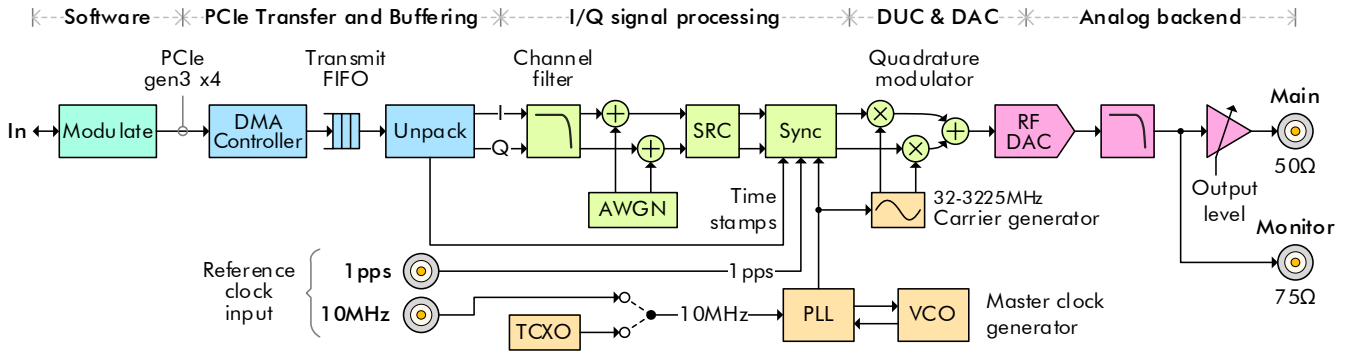 Software
PCIe Transfer and Buffering
I/Q signal processing
DUC & DAC
Analog backend
PCIe
gen3 x4
Transmit
FIFO
Channel
filter
Quadrature
modulator
In
Modulate
DMA
Controller
Unpack
I
Q
SRC
Sync
RF
DAC
Main
50Ω
AWGN
Time
stamps
32-3225MHz
Carrier generator
Output
level
Monitor
75Ω
Reference
clock
input
1pps
1pps
10MHz
TCXO
10MHz
PLL
VCO
Master clock
generator